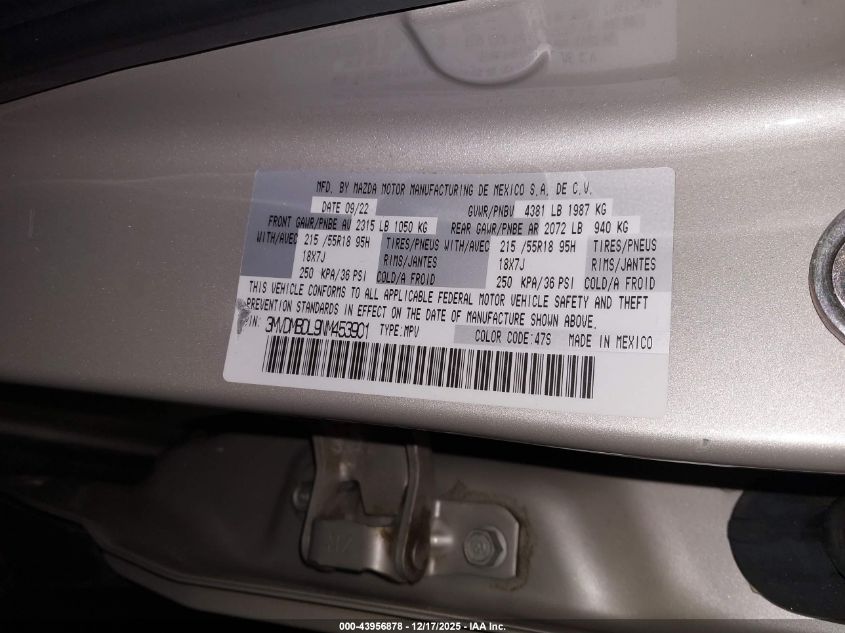 MFD. BY MAZDA MOTOR MANUFACTURING DE MEXICO S.A. DE C.V.
DATE 09/22 GVWR/PNBV 4381 LB 1987 KG
FRONT GAWR/PNBE AV 2315 LB 1050 KG REAR GAWR/PNBE AR 2072 LB 940 KG
WITH/AVEC 215 /55R18 95H TIRES/PNEUS WITH/AVEC 215 /55R18 95H TIRES/PNEUS
18X7J RIMS/JANTES 18X7J RIMS/JANTES
250 KPA/36 PSI COLD/A FROID 250 KPA/36 PSI COLD/A FROID
THIS VEHICLE CONFORMS TO ALL APPLICABLE FEDERAL MOTOR VEHICLE SAFETY AND THEFT
PREVENTION STANDARDS IN EFFECT ON THE DATE OF MANUFACTURE SHOWN ABOVE.
3MVDMBDL9NM453901 TYPE:MPV COLOR CODE:47S MADE IN MEXICO
000-43956878 - 12/17/2025 - IAA Inc.